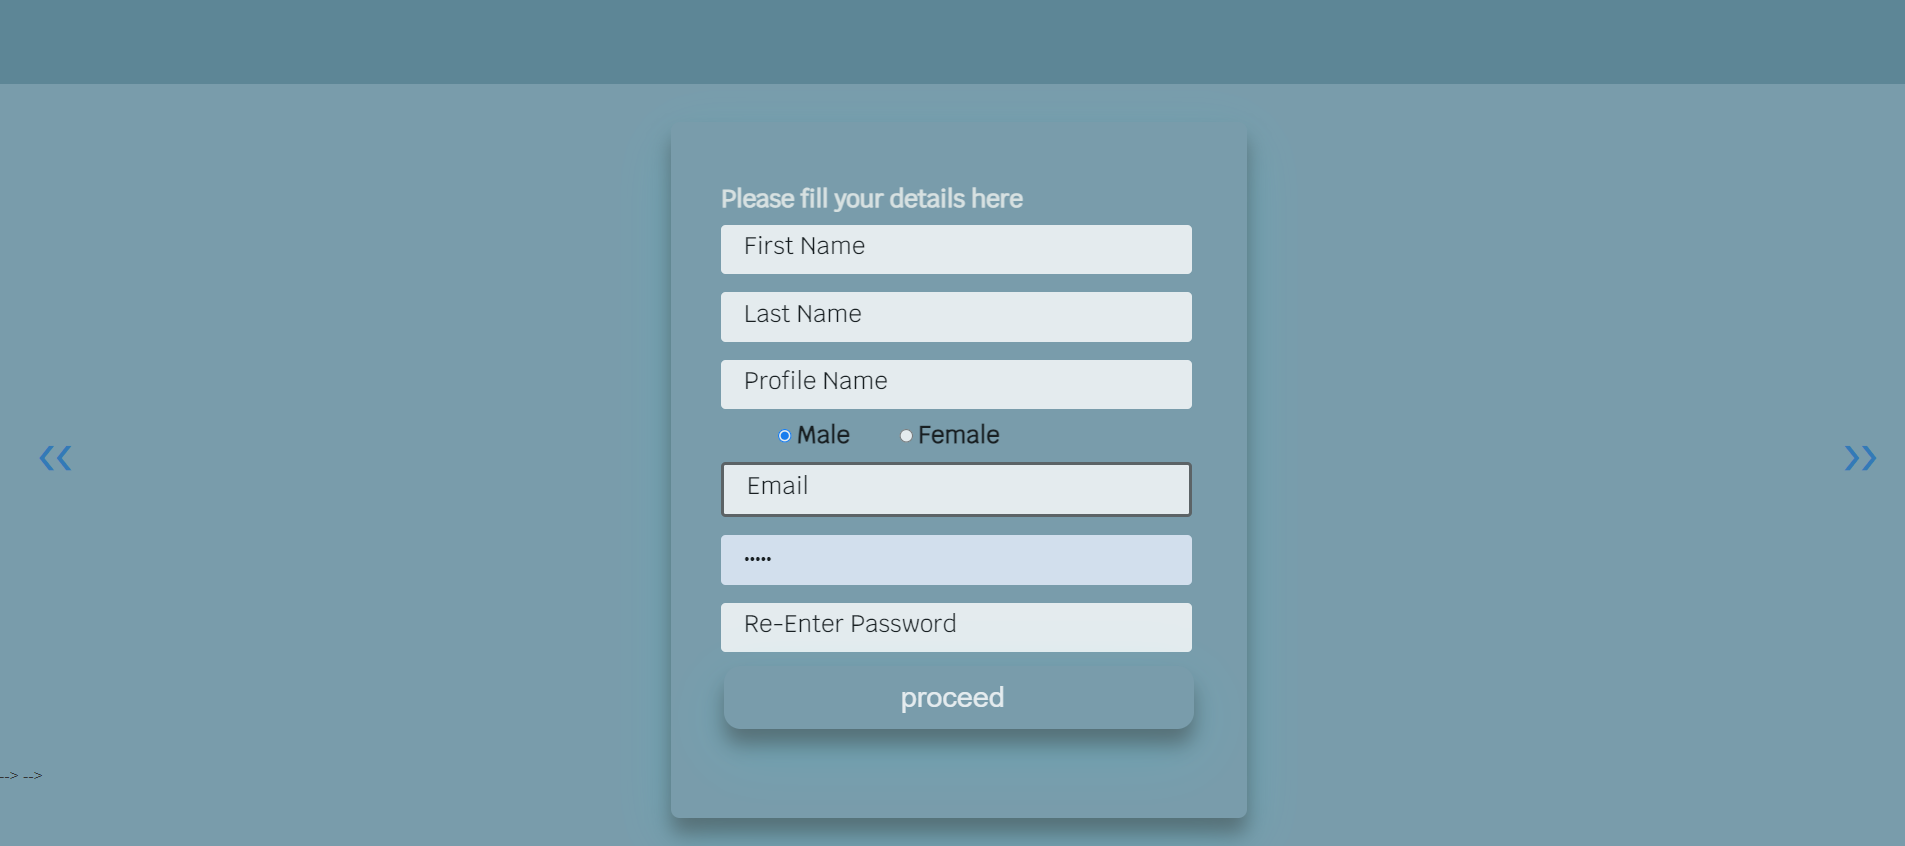 Please fill your details here
First Name
Last Name
Profile Name
Male Female
‹‹ ››
Email
•••••
Re-Enter Password
proceed
--> -->